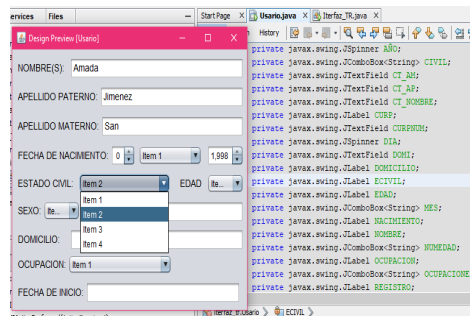 ervices Files
Start Page Usario.java Iterfaz_TR.java
Design Preview [Usario]
History
NOMBRE(S): Amada
APELLIDO PATERNO: Jimenez
APELLIDO MATERNO: San
FECHA DE NACIMIENTO: 0 Item 1 1,998
ESTADO CIVIL: Item 2 EDAD Ite...
Item 1
Item 2
Item 3
Item 4
SEXO: Ite...
DOMICILIO:
OCUPACION: Item 1
FECHA DE INICIO:
private javax.swing.JSpinner AÑO;
private javax.swing.JComboBox<String> CIVIL;
private javax.swing.JTextField CT_AM;
private javax.swing.JTextField CT_AP;
private javax.swing.JTextField CT_NOMBRE;
private javax.swing.JLabel CURP;
private javax.swing.JTextField CURPNUM;
private javax.swing.JSpinner DIA;
private javax.swing.JTextField DOMI;
private javax.swing.JLabel DOMICILIO;
private javax.swing.JLabel ECIVIL;
private javax.swing.JLabel EDAD;
private javax.swing.JComboBox<String> MES;
private javax.swing.JLabel NACIMIENTO;
private javax.swing.JLabel NOMBRE;
private javax.swing.JComboBox<String> NUMEDAD;
private javax.swing.JLabel OCUPACION;
private javax.swing.JComboBox<String> OCUPACIONE
private javax.swing.JLabel REGISTRO;
iterfaz_tr.Usario ECIVIL